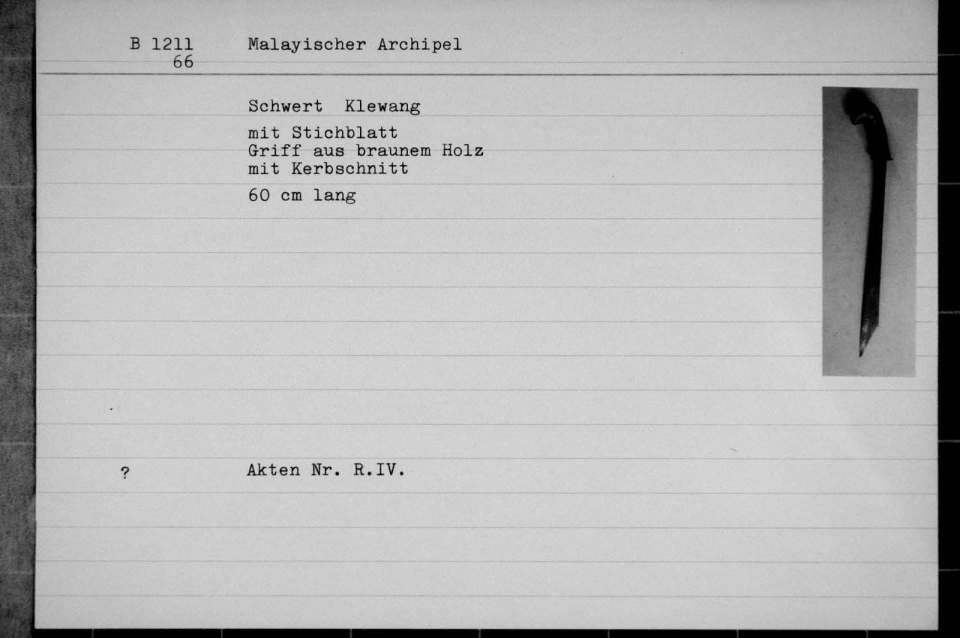 B 1211 Malayischer Archipel
66
Schwert Klewang
mit Stichblatt
Griff aus braunem Holz
mit Kerbschnitt
60 cm lang
? Akten Nr. R.IV.